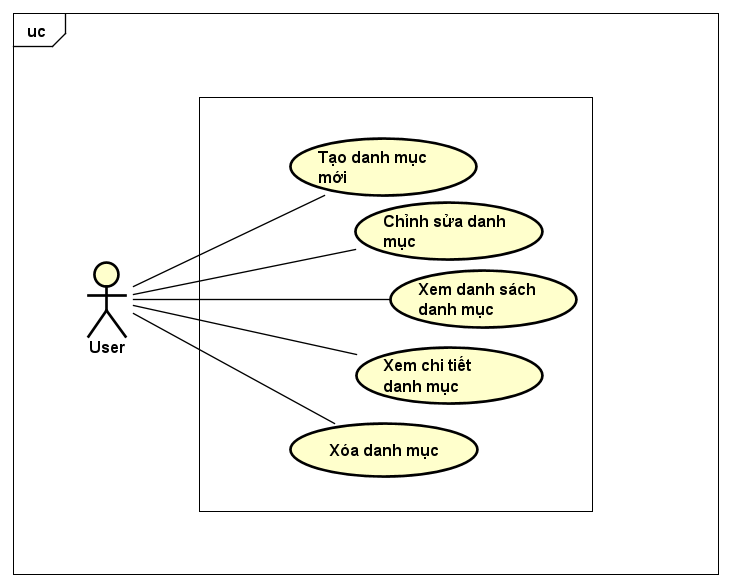 uc
Tạo danh mục
mới
Chỉnh sửa danh
mục
Xem danh sách
danh mục
User
Xem chi tiết
danh mục
Xóa danh mục